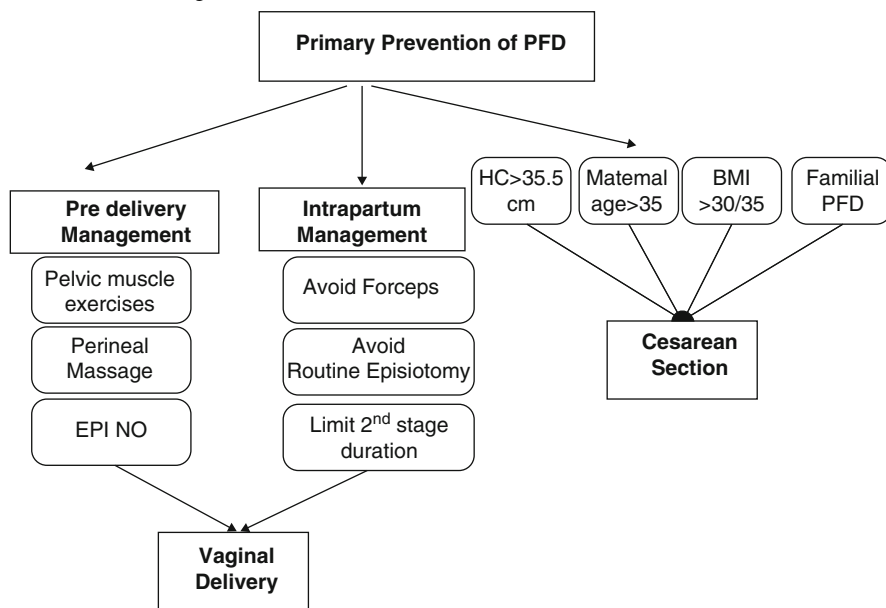 Primary Prevention of PFD
HC>35.5
cm
Matemal
age>35
BMI
>30/35
Familial
PFD
Pre delivery
Management
Intrapartum
Management
Pelvic muscle
exercises
Avoid Forceps
Perineal
Massage
Avoid
Routine Episiotomy
Cesarean
Section
EPI NO
Limit 2nd stage
duration
Vaginal
Delivery